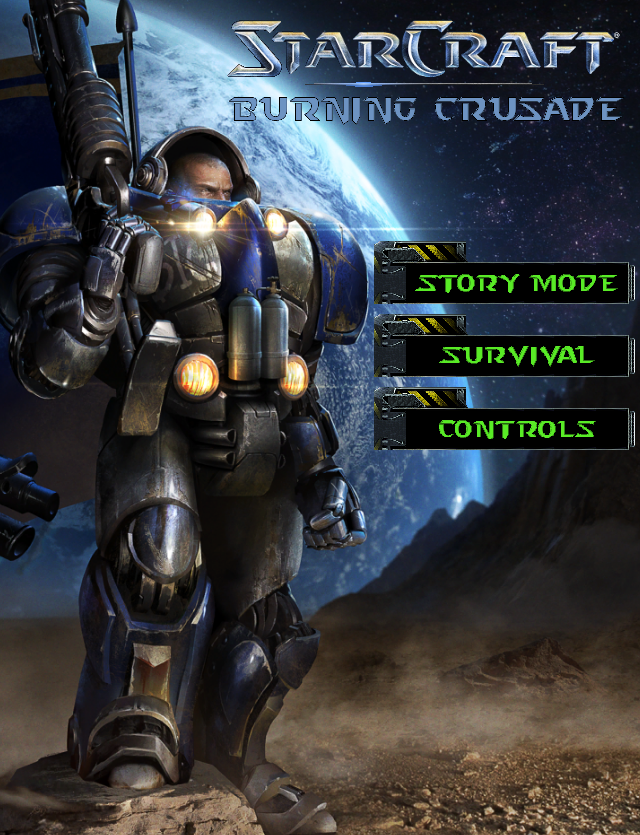 STARCRAFT®
BURNING CRUSADE
STORY MODE
SURVIVAL
CONTROLS